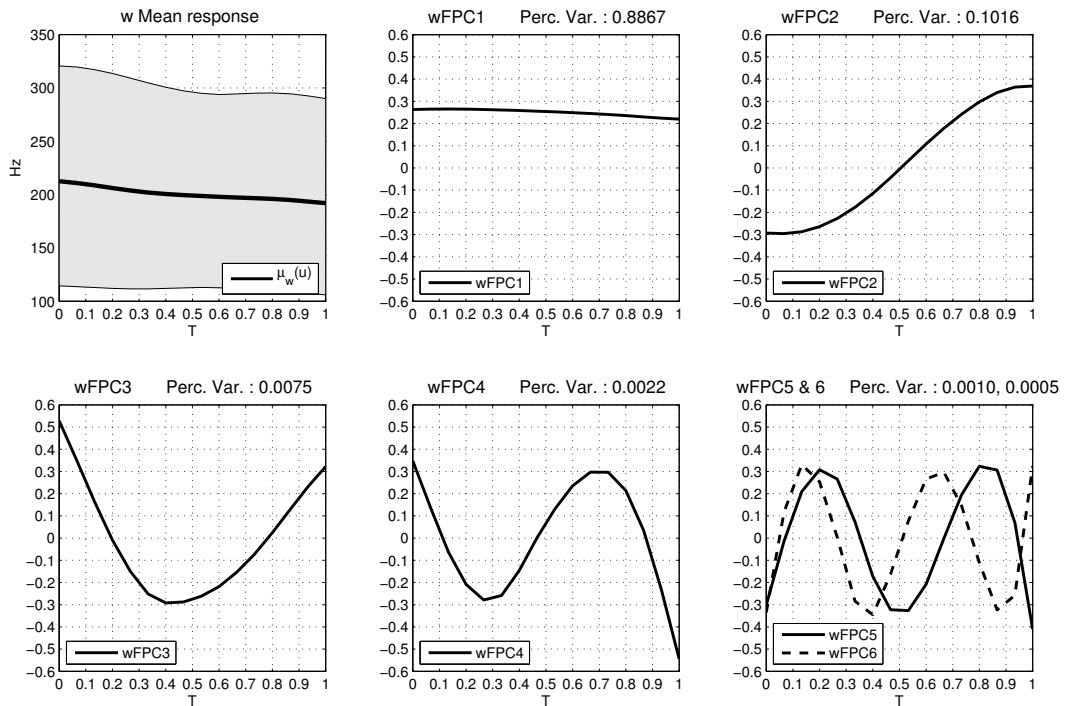 w Mean response
350
300
250
200
150
100
Hz
0 0.1 0.2 0.3 0.4 0.5 0.6 0.7 0.8 0.9 1
T
μ_w(u)
wFPC1 Perc. Var. : 0.8867
0.6
0.5
0.4
0.3
0.2
0.1
0
−0.1
−0.2
−0.3
−0.4
−0.5
−0.6
0 0.1 0.2 0.3 0.4 0.5 0.6 0.7 0.8 0.9 1
T
wFPC1
wFPC2 Perc. Var. : 0.1016
0.6
0.5
0.4
0.3
0.2
0.1
0
−0.1
−0.2
−0.3
−0.4
−0.5
−0.6
0 0.1 0.2 0.3 0.4 0.5 0.6 0.7 0.8 0.9 1
T
wFPC2
wFPC3 Perc. Var. : 0.0075
0.6
0.5
0.4
0.3
0.2
0.1
0
−0.1
−0.2
−0.3
−0.4
−0.5
−0.6
0 0.1 0.2 0.3 0.4 0.5 0.6 0.7 0.8 0.9 1
T
wFPC3
wFPC4 Perc. Var. : 0.0022
0.6
0.5
0.4
0.3
0.2
0.1
0
−0.1
−0.2
−0.3
−0.4
−0.5
−0.6
0 0.1 0.2 0.3 0.4 0.5 0.6 0.7 0.8 0.9 1
T
wFPC4
wFPC5 & 6 Perc. Var. : 0.0010, 0.0005
0.6
0.5
0.4
0.3
0.2
0.1
0
−0.1
−0.2
−0.3
−0.4
−0.5
−0.6
0 0.1 0.2 0.3 0.4 0.5 0.6 0.7 0.8 0.9 1
T
wFPC5
wFPC6